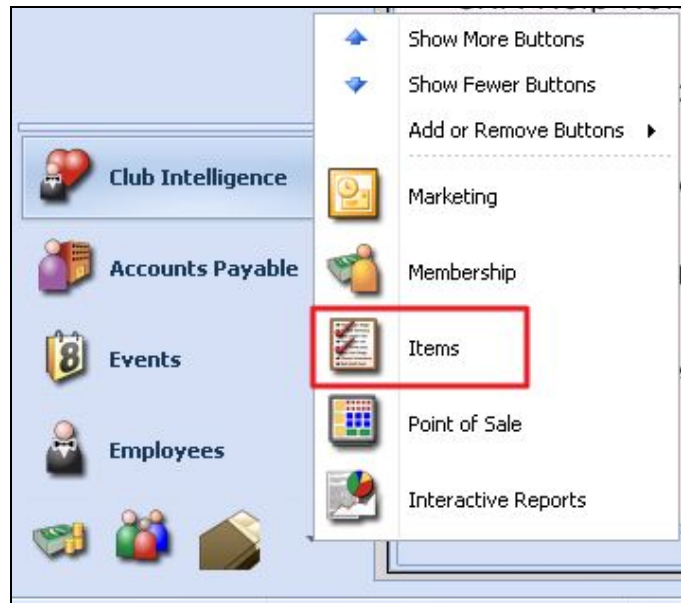 Show More Buttons
Show Fewer Buttons
Add or Remove Buttons
Marketing
Membership
Items
Point of Sale
Interactive Reports
Club Intelligence
Accounts Payable
Events
8
Employees